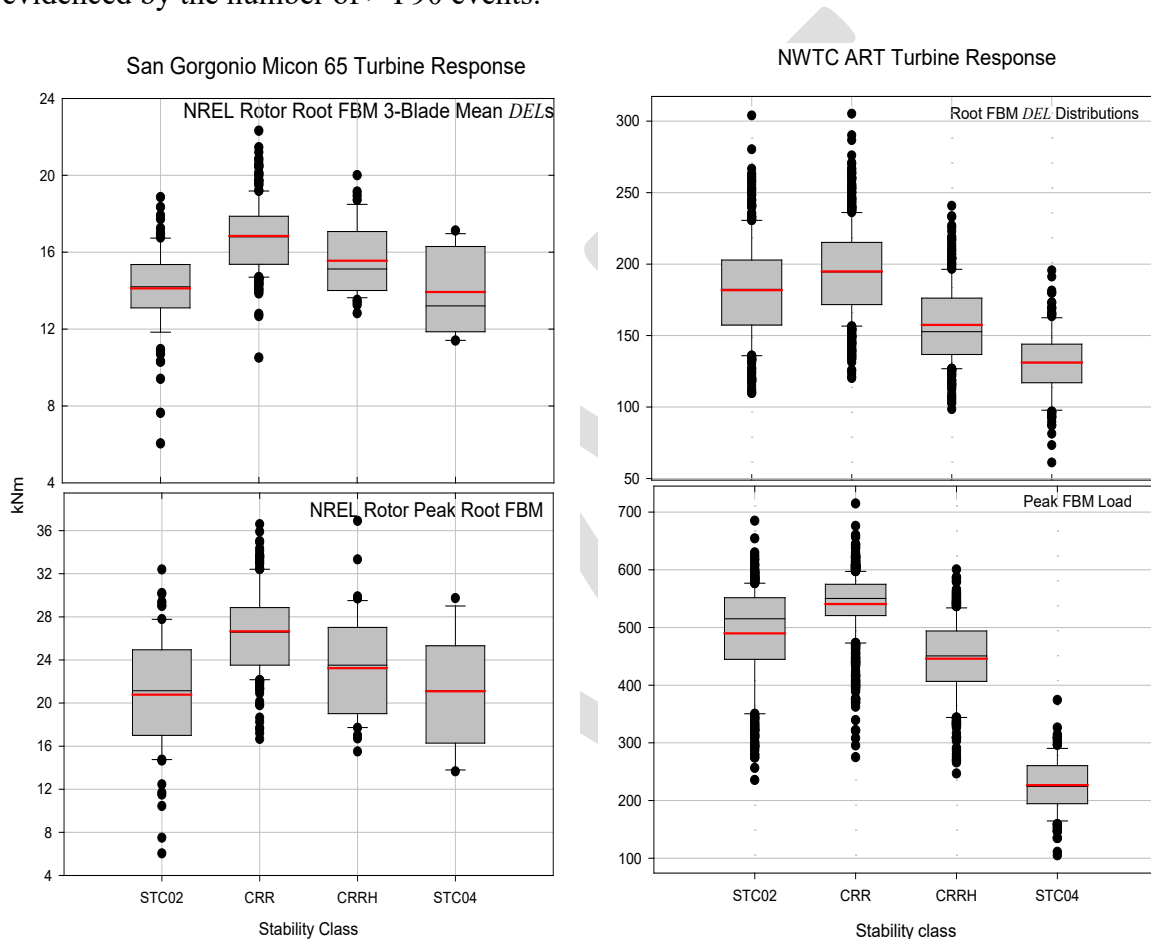 evidenced by the number of events.
San Gorgonio Micon 65 Turbine Response
NREL Rotor Root FBM 3-Blade Mean DELs
24
20
16
12
8
4
kNm
NREL Rotor Peak Root FBM
36
32
28
24
20
16
12
8
4
STC02 CRR CRRH STC04
Stability Class
NWTC ART Turbine Response
Root FBM DEL Distributions
300
250
200
150
100
50
Peak FBM Load
700
600
500
400
300
200
100
STC02 CRR CRRH STC04
Stability class